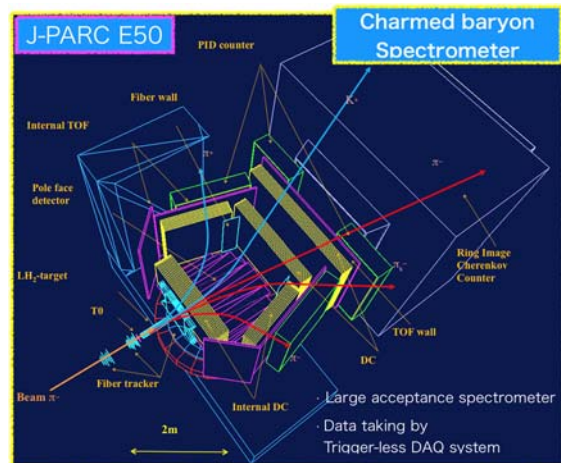 J-PARC E50
Charmed baryon
Spectrometer
PID counter
Fiber wall
Internal TOF
Pole face
detector
LH₂-target
T0
Fiber tracker
Beam π⁻
Internal DC
2m
K⁺
π⁺
π⁻
πₛ⁻
π⁻
Ring Image
Cherenkov
Counter
TOF wall
DC
· Large acceptance spectrometer
· Data taking by
Trigger-less DAQ system